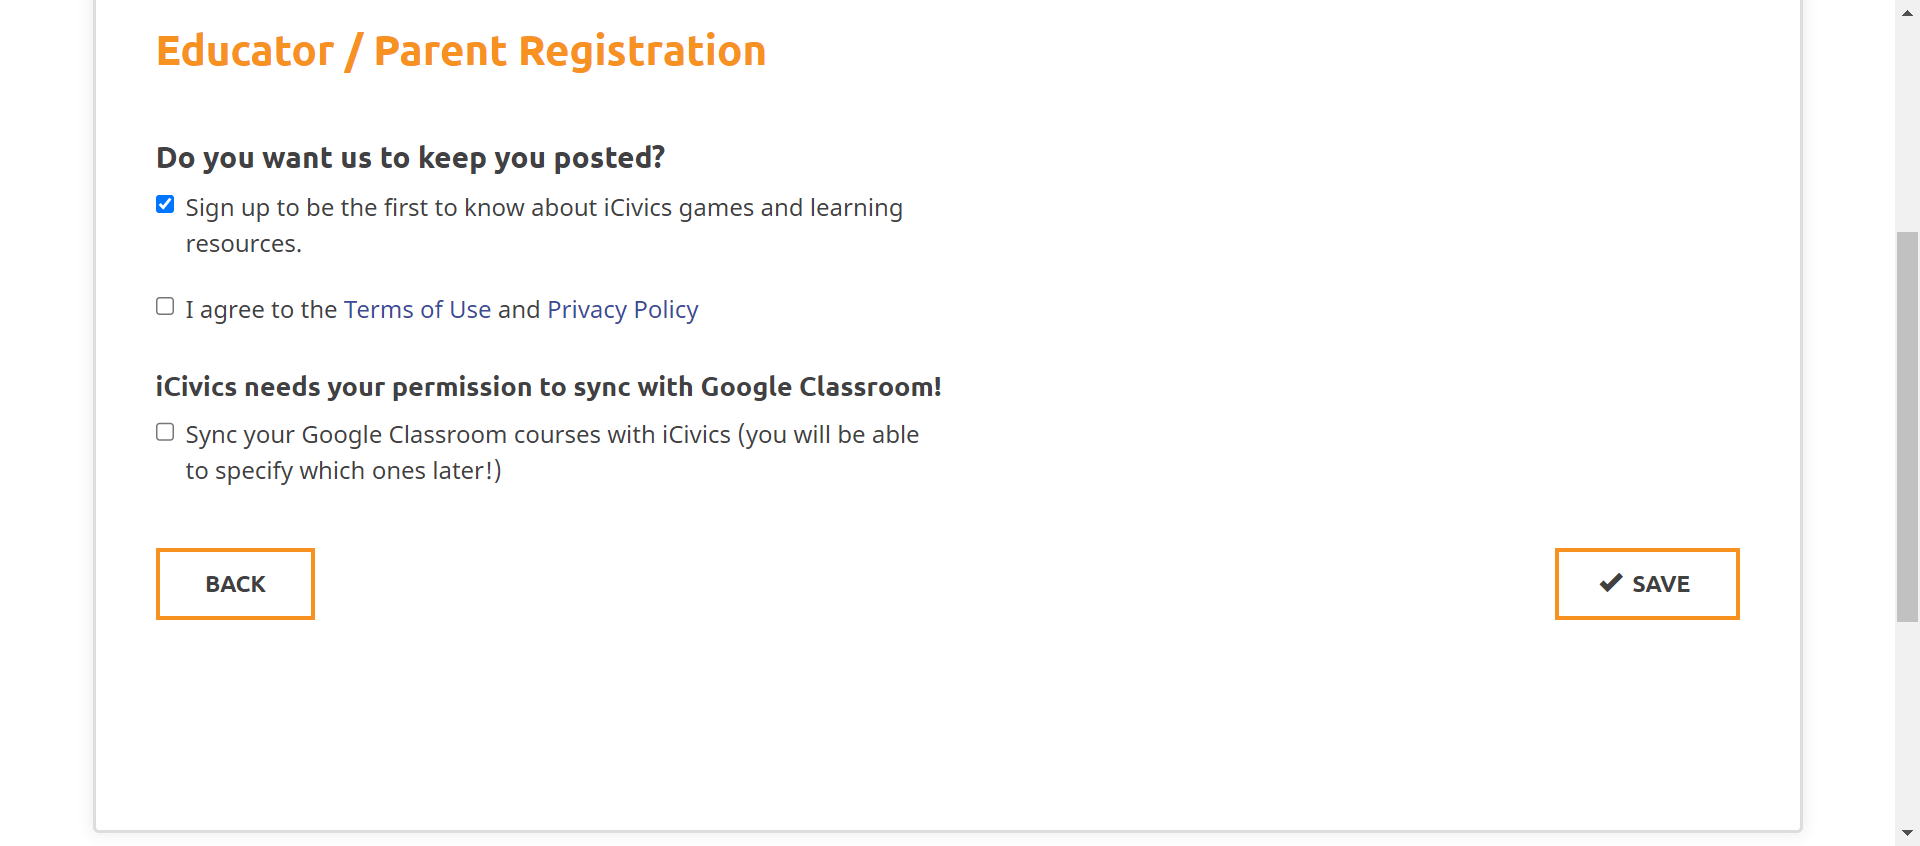 Educator / Parent Registration
Do you want us to keep you posted?
Sign up to be the first to know about iCivics games and learning
resources.
I agree to the Terms of Use and Privacy Policy
iCivics needs your permission to sync with Google Classroom!
Sync your Google Classroom courses with iCivics (you will be able
to specify which ones later!)
BACK
SAVE